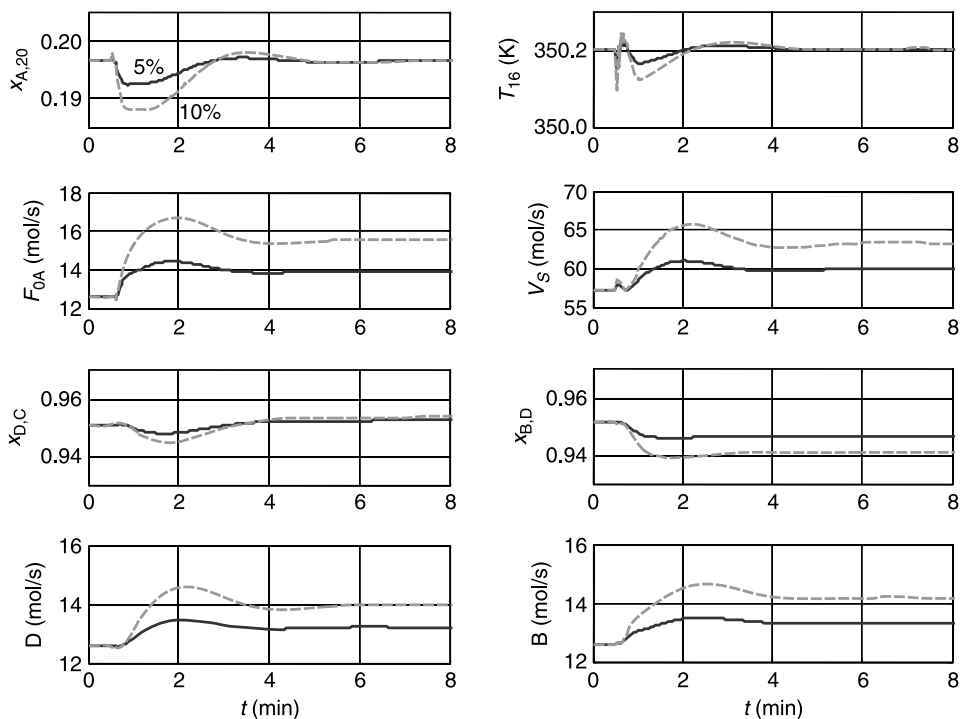 x_A,20
0.20
0.19
5%
10%
0 2 4 6 8
T_16 (K)
350.2
350.0
0 2 4 6 8
F_0A (mol/s)
18
16
14
12
0 2 4 6 8
V_S (mol/s)
70
65
60
55
0 2 4 6 8
x_D,C
0.96
0.94
0 2 4 6 8
x_B,D
0.96
0.94
0 2 4 6 8
D (mol/s)
16
14
12
0 2 4 6 8
t (min)
B (mol/s)
16
14
12
0 2 4 6 8
t (min)